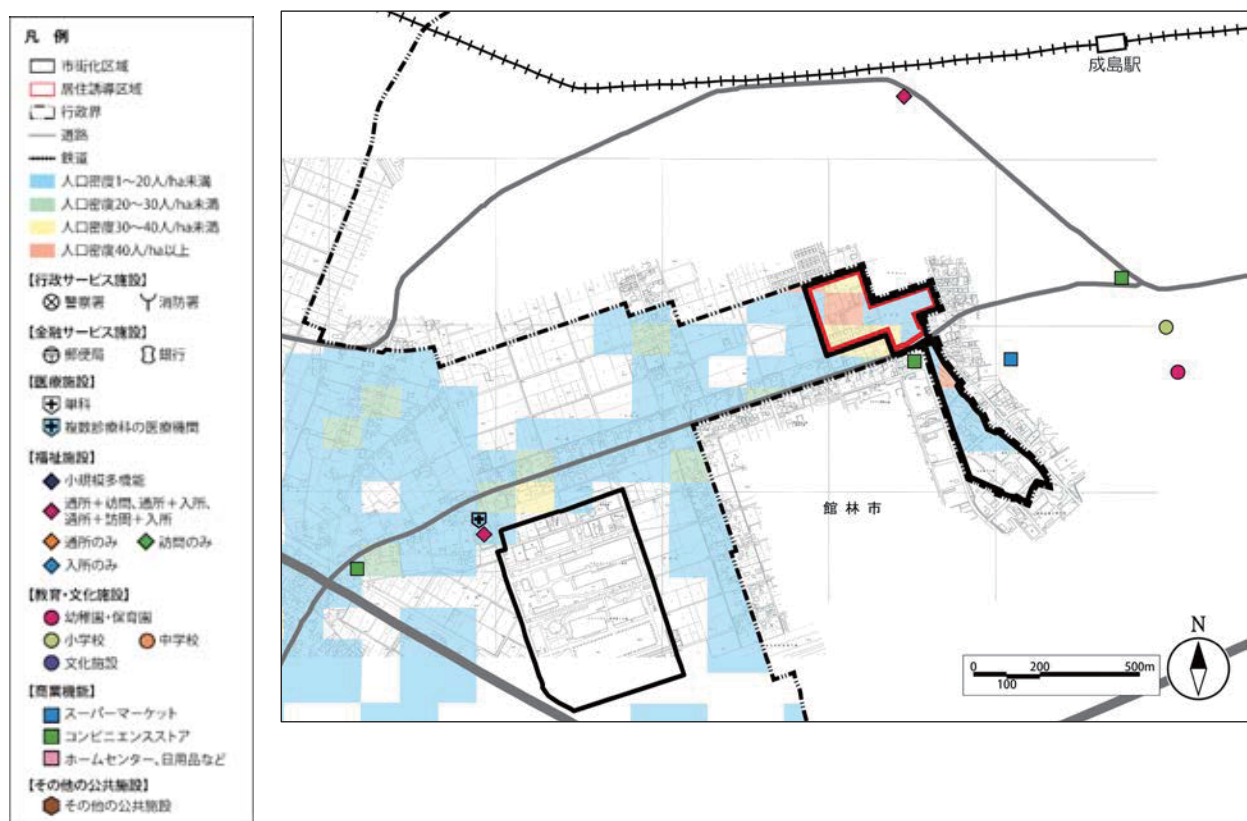 凡 例
市街化区域
居住誘導区域
行政界
道路
鉄道
人口密度1～20人/ha未満
人口密度20～30人/ha未満
人口密度30～40人/ha未満
人口密度40人/ha以上
【行政サービス施設】
警察署 消防署
【金融サービス施設】
郵便局 銀行
【医療施設】
単科
複数診療科の医療機関
【福祉施設】
小規模多機能
通所＋訪問、通所＋入所、
通所＋訪問＋入所
通所のみ 訪問のみ
入所のみ
【教育・文化施設】
幼稚園・保育園
小学校 中学校
文化施設
【商業機能】
スーパーマーケット
コンビニエンスストア
ホームセンター、日用品など
【その他の公共施設】
その他の公共施設
成島駅
館林市
N
0 200 500m
100